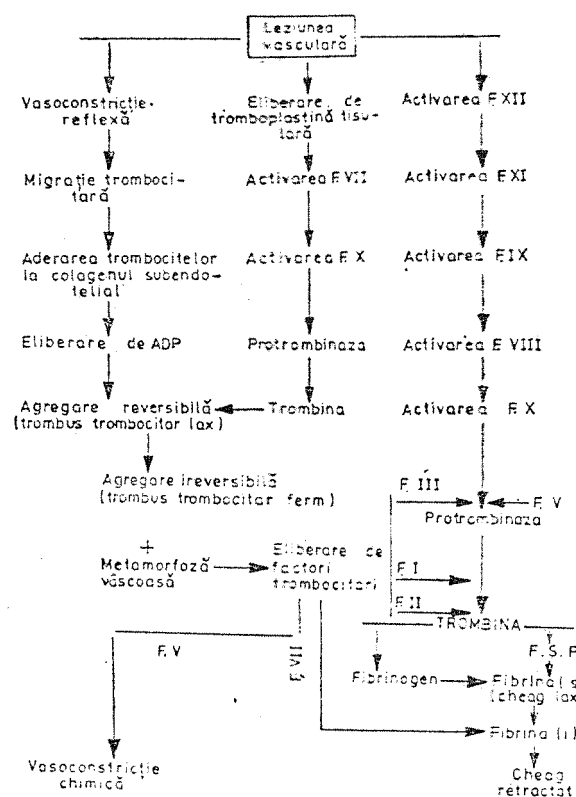 Leziunea
vasculară
Vasoconstricție
reflexă
Eliberare de
tromboplastină tisu-
lară
Activarea F.XII
Migrație tromboci-
tară
Activarea F.VII
Activarea F.XI
Aderarea trombocitelor
la colagenul subendo-
telial
Activarea F.X
Activarea F.IX
Eliberare de ADP
Protrombinaza
Activarea F.VIII
Agregare reversibilă
(trombus trombocitar lax)
Trombina
Activarea F.X
Agregare ireversibilă
(trombus trombocitar ferm)
F.III
F.V
Protrombinaza
+
Metamorfoză
vâscoasă
Eliberare de
factori
trombocitari
F.I
F.II
TROMBINA
F.V
F.VII
F.S.F
Fibrinogen
Fibrina (s
(cheag lax
Fibrina (i)
Vasoconstricție
chimică
Cheag
retractat